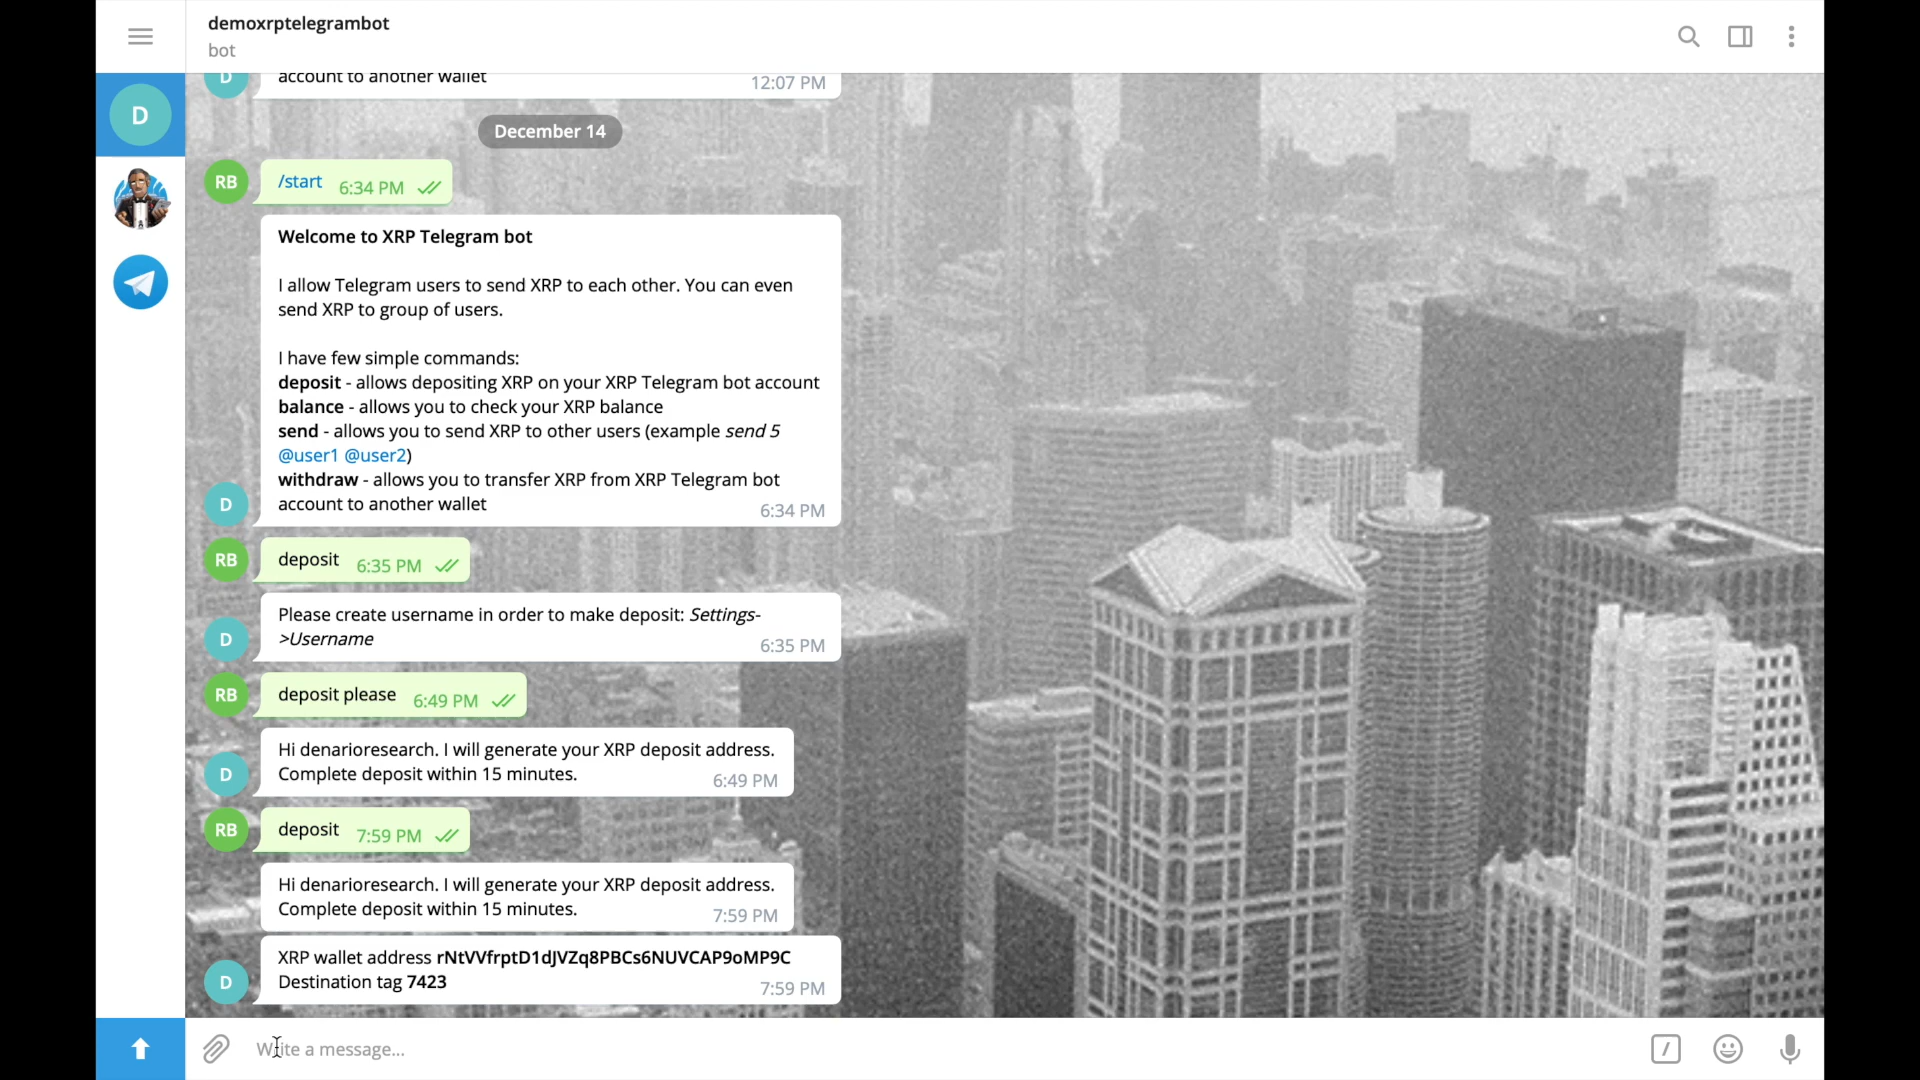 demoxrptelegrambot
bot
D
D
account to another wallet
12:07 PM
December 14
RB
/start 6:34 PM
Welcome to XRP Telegram bot
I allow Telegram users to send XRP to each other. You can even
send XRP to group of users.
I have few simple commands:
deposit - allows depositing XRP on your XRP Telegram bot account
balance - allows you to check your XRP balance
send - allows you to send XRP to other users (example send 5
@user1 @user2)
withdraw - allows you to transfer XRP from XRP Telegram bot
account to another wallet
6:34 PM
D
RB
deposit 6:35 PM
Please create username in order to make deposit: Settings-
>Username
6:35 PM
D
RB
deposit please 6:49 PM
Hi denarioresearch. I will generate your XRP deposit address.
Complete deposit within 15 minutes.
6:49 PM
D
RB
deposit 7:59 PM
Hi denarioresearch. I will generate your XRP deposit address.
Complete deposit within 15 minutes.
7:59 PM
XRP wallet address rNtVVfrptD1dJVZq8PBCs6NUVCAP9oMP9C
Destination tag 7423
7:59 PM
D
Write a message...